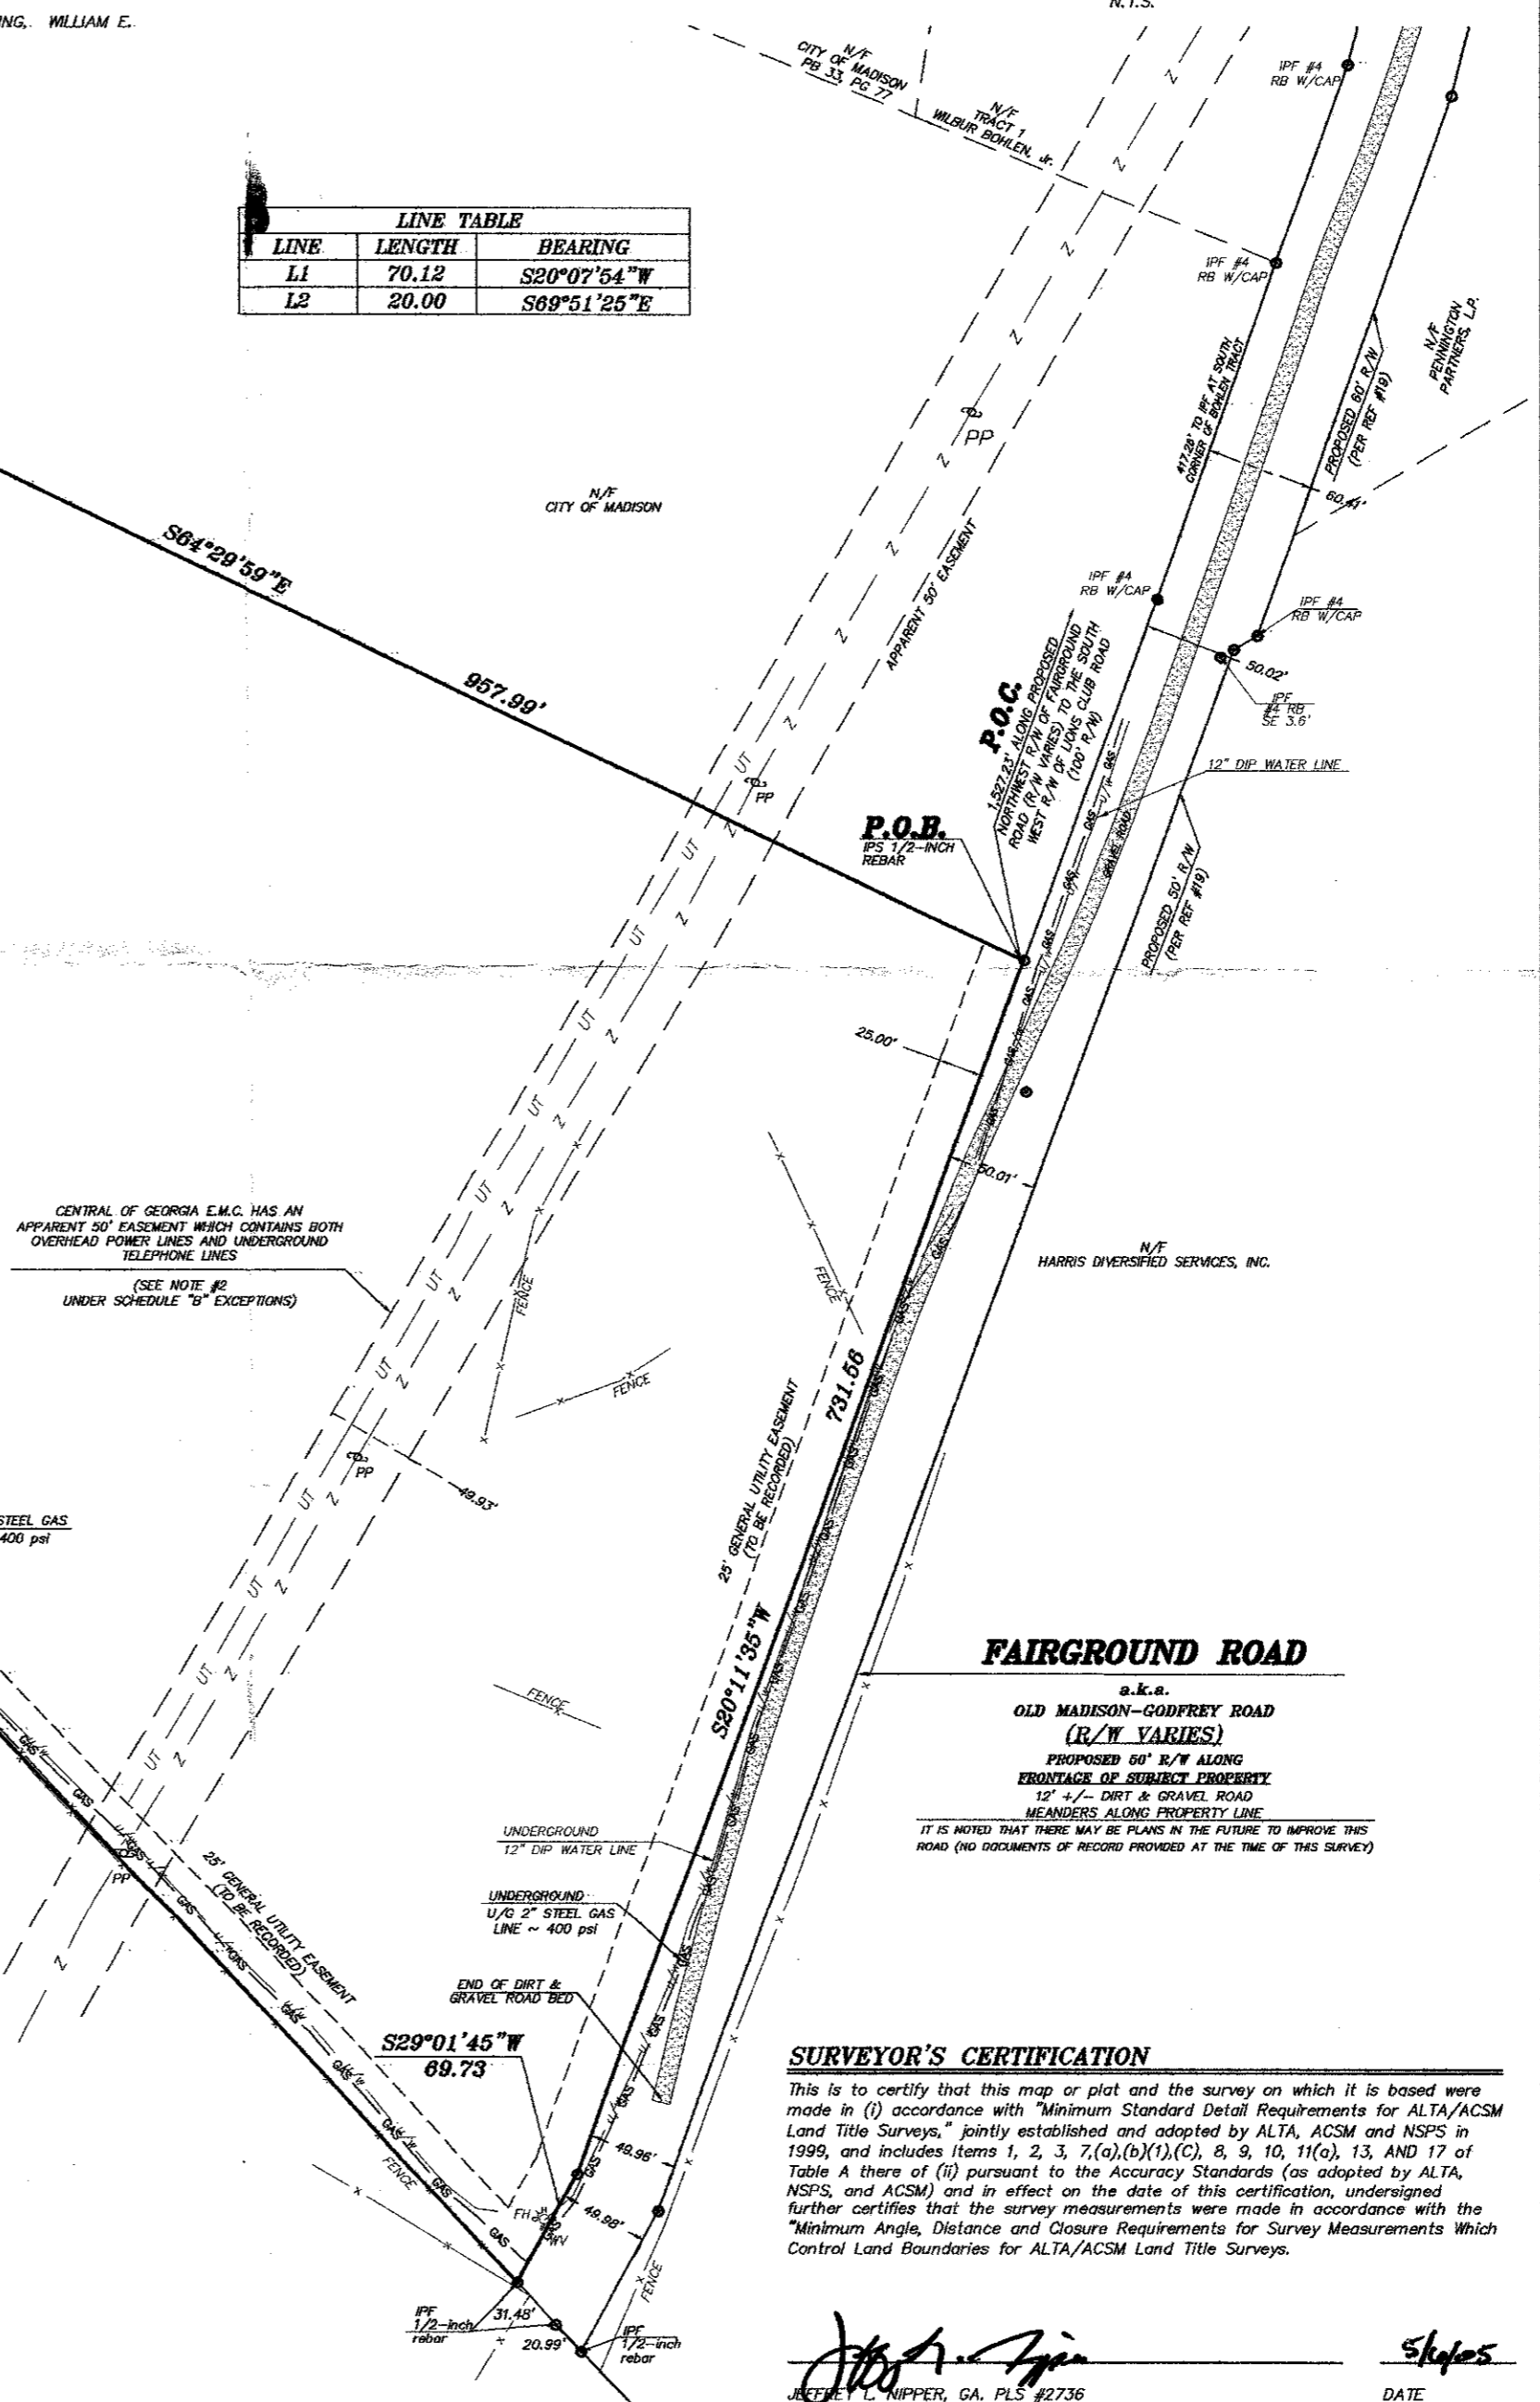 WILLIAM E.
N.T.S.
N/F
CITY OF MADISON
PB 33, PG 77
N/F
TRACT 1
WILBUR BOHLEN, Jr.
IPF #4
RB W/CAP
LINE TABLE
LINE LENGTH BEARING
L1 70.12 S20°07'54"W
L2 20.00 S69°51'25"E
IPF #4
RB W/CAP
N/F
PENNINGTON
PARTNERS, L.P.
417.28' TO IPF AT SOUTH
CORNER OF BOHLEN TRACT
PROPOSED 60' R/W
(PER REF #19)
60.41'
Z
PP
N/F
CITY OF MADISON
S64°29'59"E
957.99'
APPARENT 50' EASEMENT
IPF #4
RB W/CAP
IPF #4
RB W/CAP
50.02'
IPF
#4 RB
SE 3.6'
P.O.C.
1,527.23' ALONG PROPOSED
NORTHWEST R/W OF FAIRGROUND
ROAD (R/W VARIES) TO THE SOUTH
WEST R/W OF LIONS CLUB ROAD
(100' R/W)
12" DIP WATER LINE
GRAVEL ROAD
UT
PP
P.O.B.
IPS 1/2-INCH
REBAR
PROPOSED 50' R/W
(PER REF #19)
GAS
U/W
25.00'
50.01'
CENTRAL OF GEORGIA E.M.C. HAS AN
APPARENT 50' EASEMENT WHICH CONTAINS BOTH
OVERHEAD POWER LINES AND UNDERGROUND
TELEPHONE LINES
(SEE NOTE #2
UNDER SCHEDULE "B" EXCEPTIONS)
N/F
HARRIS DIVERSIFIED SERVICES, INC.
FENCE
FENCE
FENCE
731.56
25' GENERAL UTILITY EASEMENT
(TO BE RECORDED)
PP
49.93'
STEEL GAS
400 psi
S20°11'35"W
FENCE
FAIRGROUND ROAD
a.k.a.
OLD MADISON-GODFREY ROAD
(R/W VARIES)
PROPOSED 50' R/W ALONG
FRONTAGE OF SUBJECT PROPERTY
12' +/- DIRT & GRAVEL ROAD
MEANDERS ALONG PROPERTY LINE
IT IS NOTED THAT THERE MAY BE PLANS IN THE FUTURE TO IMPROVE THIS
ROAD (NO DOCUMENTS OF RECORD PROVIDED AT THE TIME OF THIS SURVEY)
UNDERGROUND
12" DIP WATER LINE
PP
25' GENERAL UTILITY EASEMENT
(TO BE RECORDED)
UNDERGROUND
U/G 2" STEEL GAS
LINE ~ 400 psi
END OF DIRT &
GRAVEL ROAD BED
S29°01'45"W
69.73
SURVEYOR'S CERTIFICATION
This is to certify that this map or plat and the survey on which it is based were
made in (i) accordance with "Minimum Standard Detail Requirements for ALTA/ACSM
Land Title Surveys," jointly established and adopted by ALTA, ACSM and NSPS in
1999, and includes Items 1, 2, 3, 7,(a),(b)(1),(C), 8, 9, 10, 11(a), 13, AND 17 of
Table A there of (ii) pursuant to the Accuracy Standards (as adopted by ALTA,
NSPS, and ACSM) and in effect on the date of this certification, undersigned
further certifies that the survey measurements were made in accordance with the
"Minimum Angle, Distance and Closure Requirements for Survey Measurements Which
Control Land Boundaries for ALTA/ACSM Land Title Surveys.
49.96'
49.98'
FENCE
FH
WV
FENCE
IPF
1/2-inch
rebar
31.48'
20.99'
IPF
1/2-inch
rebar
JEFFREY L. NIPPER, GA. PLS #2736
DATE